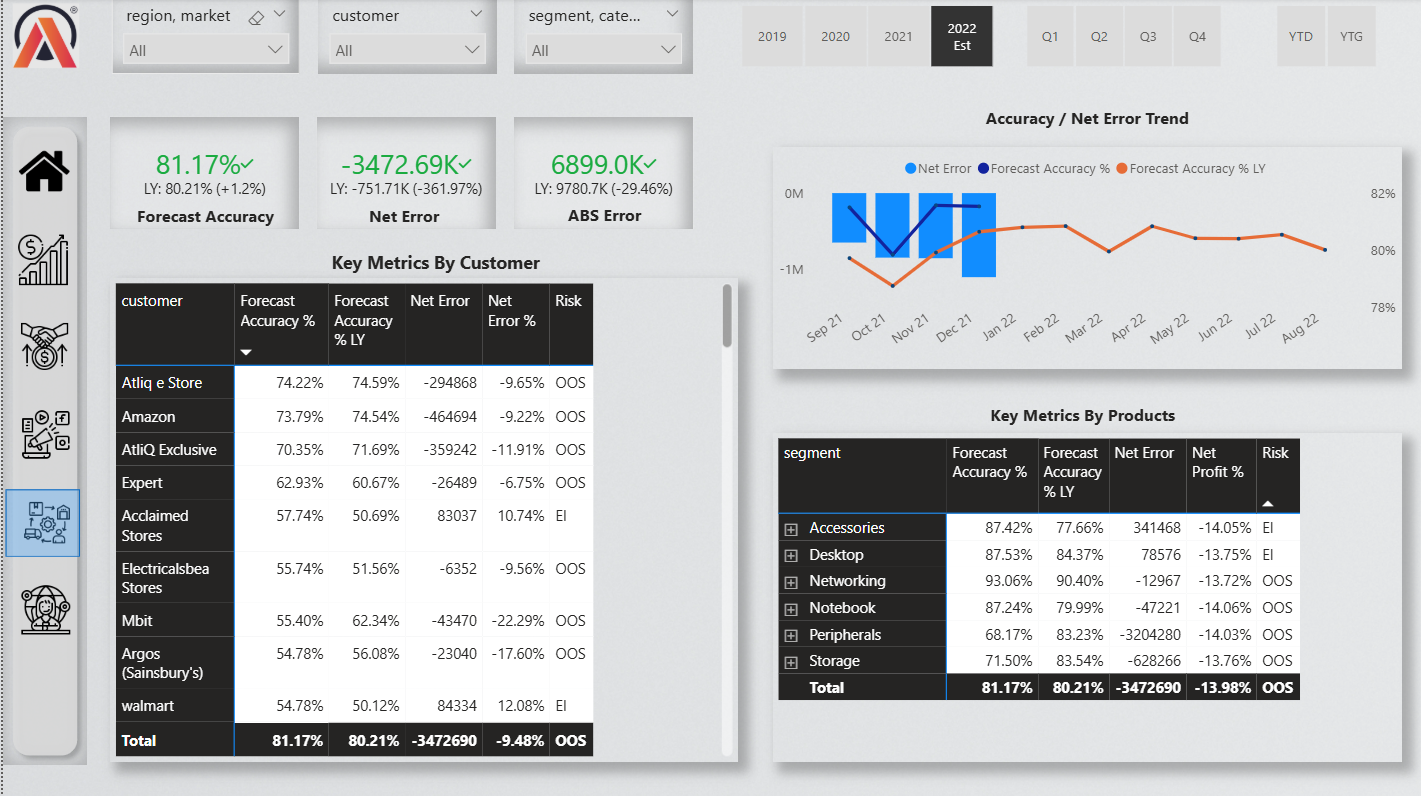 region, market
All
customer
All
segment, cate...
All
2019
2020
2021
2022
Est
Q1
Q2
Q3
Q4
YTD
YTG
®
81.17%
LY: 80.21% (+1.2%)
Forecast Accuracy
-3472.69K
LY: -751.71K (-361.97%)
Net Error
6899.0K
LY: 9780.7K (-29.46%)
ABS Error
Accuracy / Net Error Trend
Net Error Forecast Accuracy % Forecast Accuracy % LY
0M
-1M
82%
80%
78%
Sep 21 Oct 21 Nov 21 Dec 21 Jan 22 Feb 22 Mar 22 Apr 22 May 22 Jun 22 Jul 22 Aug 22
Key Metrics By Customer
customer Forecast Accuracy % Forecast Accuracy % LY Net Error Net Error % Risk
Atliq e Store 74.22% 74.59% -294868 -9.65% OOS
Amazon 73.79% 74.54% -464694 -9.22% OOS
AtliQ Exclusive 70.35% 71.69% -359242 -11.91% OOS
Expert 62.93% 60.67% -26489 -6.75% OOS
Acclaimed Stores 57.74% 50.69% 83037 10.74% EI
Electricalsbea Stores 55.74% 51.56% -6352 -9.56% OOS
Mbit 55.40% 62.34% -43470 -22.29% OOS
Argos (Sainsbury's) 54.78% 56.08% -23040 -17.60% OOS
walmart 54.78% 50.12% 84334 12.08% EI
Total 81.17% 80.21% -3472690 -9.48% OOS
Key Metrics By Products
segment Forecast Accuracy % Forecast Accuracy % LY Net Error Net Profit % Risk
Accessories 87.42% 77.66% 341468 -14.05% EI
Desktop 87.53% 84.37% 78576 -13.75% EI
Networking 93.06% 90.40% -12967 -13.72% OOS
Notebook 87.24% 79.99% -47221 -14.06% OOS
Peripherals 68.17% 83.23% -3204280 -14.03% OOS
Storage 71.50% 83.54% -628266 -13.76% OOS
Total 81.17% 80.21% -3472690 -13.98% OOS